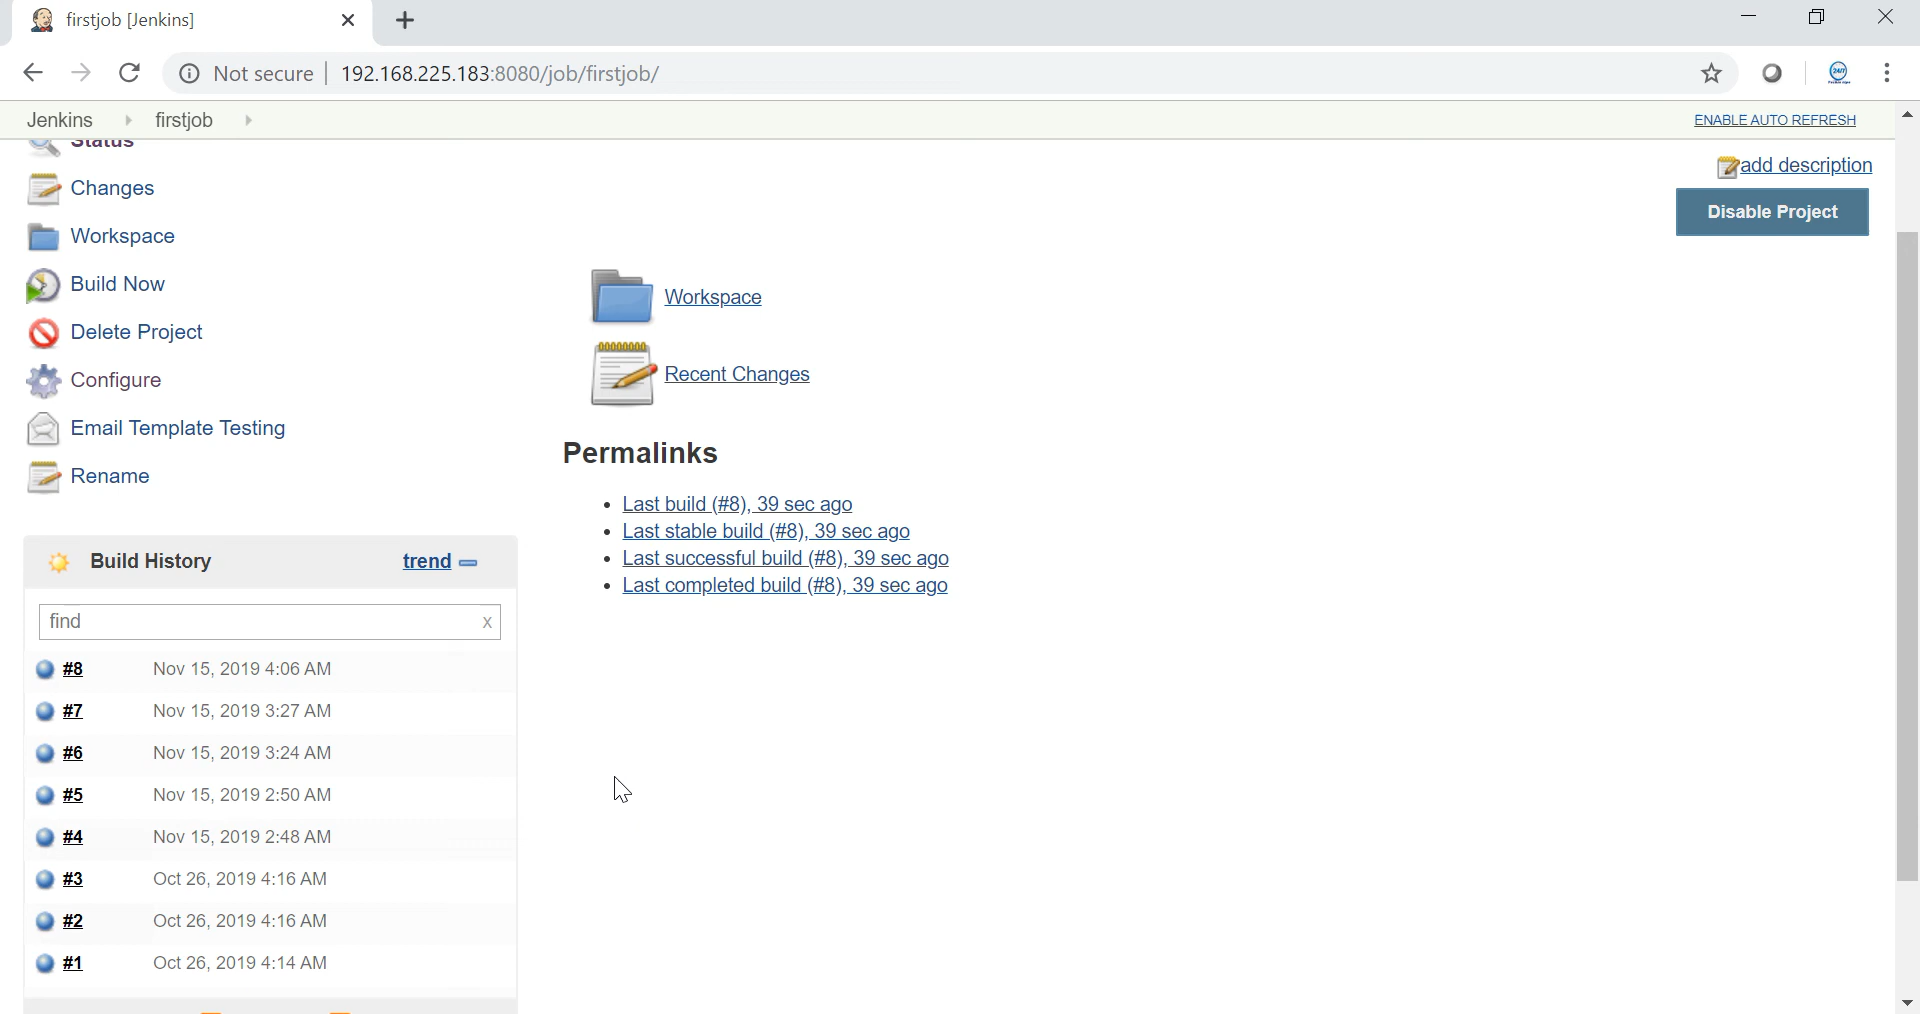 firstjob [Jenkins]
Not secure 192.168.225.183:8080/job/firstjob/
Jenkins firstjob ENABLE AUTO REFRESH
Status
add description
Changes
Disable Project
Workspace
Build Now
Workspace
Delete Project
Recent Changes
Configure
Email Template Testing
Rename
Permalinks
• Last build (#8), 39 sec ago
• Last stable build (#8), 39 sec ago
• Last successful build (#8), 39 sec ago
• Last completed build (#8), 39 sec ago
Build History trend
find x
#8 Nov 15, 2019 4:06 AM
#7 Nov 15, 2019 3:27 AM
#6 Nov 15, 2019 3:24 AM
#5 Nov 15, 2019 2:50 AM
#4 Nov 15, 2019 2:48 AM
#3 Oct 26, 2019 4:16 AM
#2 Oct 26, 2019 4:16 AM
#1 Oct 26, 2019 4:14 AM